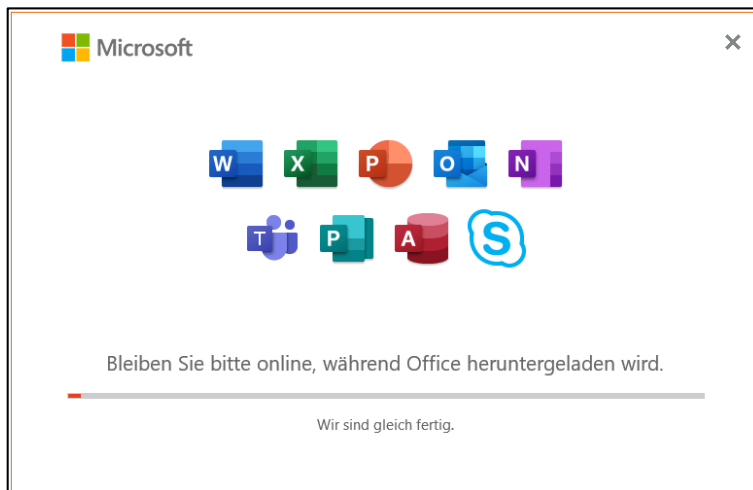 Microsoft
W X P O N
T P A S
Bleiben Sie bitte online, während Office heruntergeladen wird.
Wir sind gleich fertig.